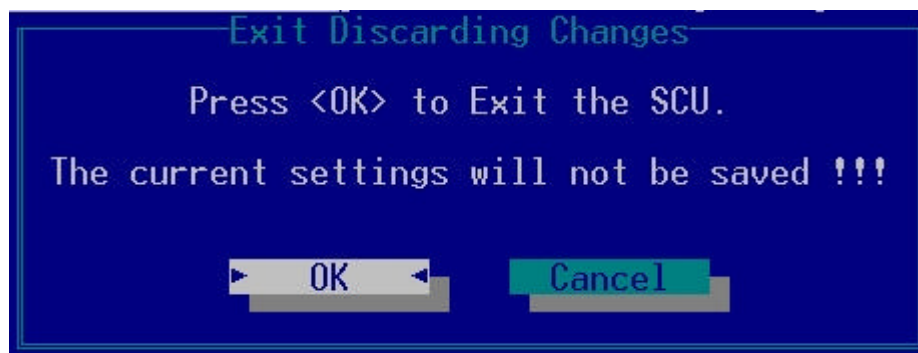 Exit Discarding Changes
Press <OK> to Exit the SCU.
The current settings will not be saved !!!
OK Cancel